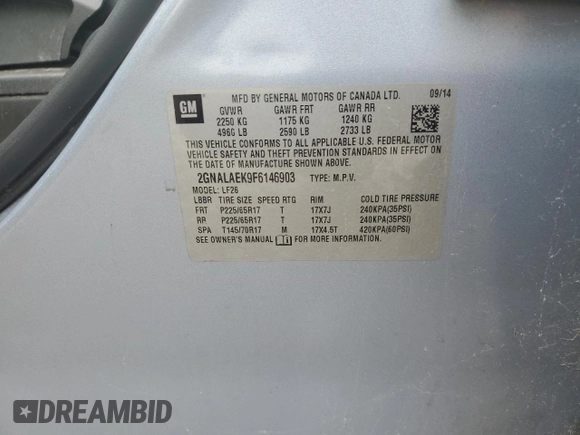 GM
MFD BY GENERAL MOTORS OF CANADA LTD. 09/14
GVWR GAWR FRT GAWR RR
2250 KG 1175 KG 1240 KG
4960 LB 2590 LB 2733 LB
THIS VEHICLE CONFORMS TO ALL APPLICABLE U.S. FEDERAL MOTOR
VEHICLE SAFETY AND THEFT PREVENTION STANDARDS IN EFFECT ON
THE DATE OF MANUFACTURE SHOWN ABOVE.
2GNALAEK9F6146903 TYPE: M.P.V.
MODEL: LF26
LBBR TIRE SIZE SPEED RTG RIM COLD TIRE PRESSURE
FRT P225/65R17 T 17X7J 240KPA(35PSI)
RR P225/65R17 T 17X7J 240KPA(35PSI)
SPA T145/70R17 M 17X4.5T 420KPA(60PSI)
SEE OWNER'S MANUAL FOR MORE INFORMATION.
DREAMBID